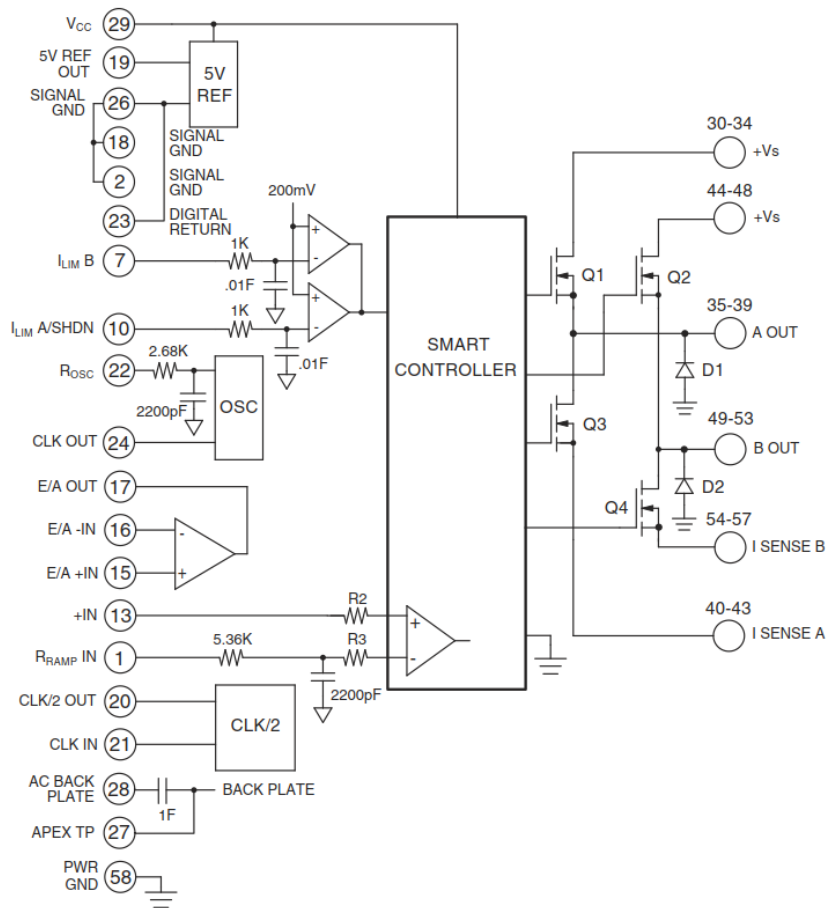 VCC 29
5V REF
OUT 19
5V
REF
SIGNAL
GND 26
18 SIGNAL
GND
2 SIGNAL
GND
23 DIGITAL
RETURN
200mV
ILIM B 7
1K
.01F
+
-
ILIM A/SHDN 10
1K
.01F
+
-
ROSC 22
2.68K
2200pF
OSC
CLK OUT 24
E/A OUT 17
E/A -IN 16
-
E/A +IN 15
+
+IN 13
R2
+
RRAMP IN 1
5.36K
R3
-
2200pF
CLK/2 OUT 20
CLK/2
CLK IN 21
AC BACK
PLATE 28
1F
BACK PLATE
APEX TP 27
PWR
GND 58
SMART
CONTROLLER
30-34
+Vs
44-48
+Vs
Q1
Q2
35-39
A OUT
D1
Q3
49-53
B OUT
D2
Q4
54-57
I SENSE B
40-43
I SENSE A